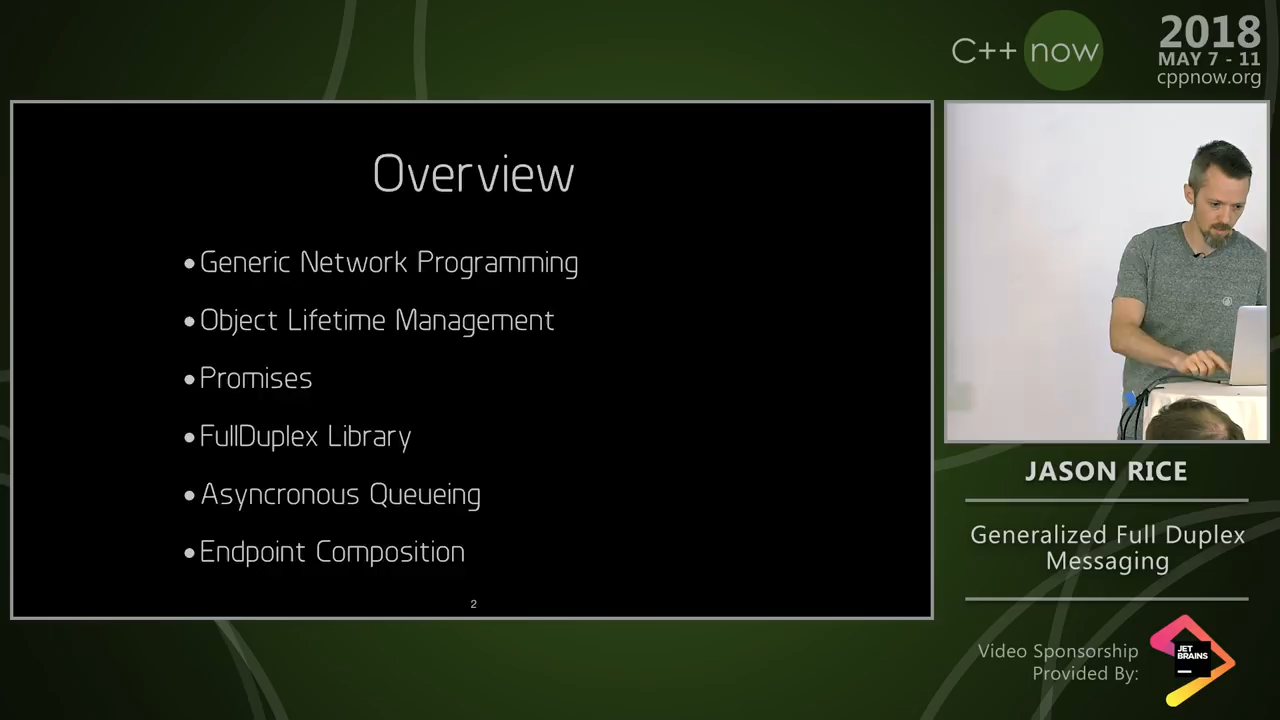 C++ now
2018
MAY 7 - 11
cppnow.org
Overview
•Generic Network Programming
•Object Lifetime Management
•Promises
•FullDuplex Library
•Asyncronous Queueing
•Endpoint Composition
2
JASON RICE
Generalized Full Duplex
Messaging
Video Sponsorship
Provided By:
JET
BRAINS